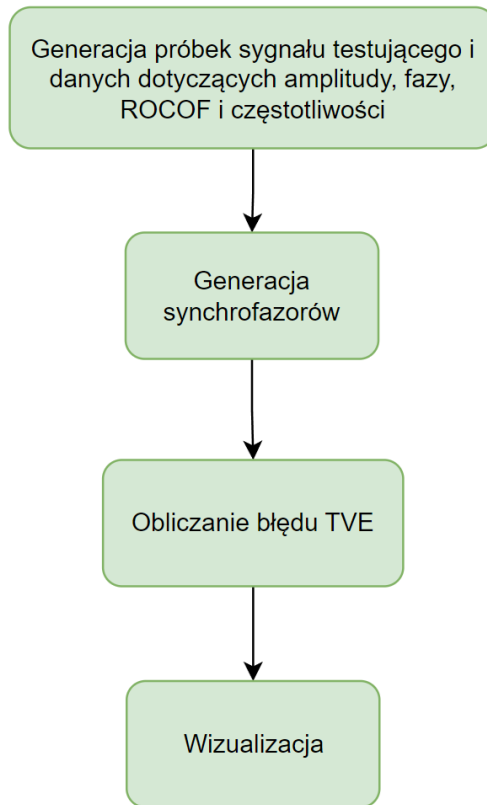 Generacja próbek sygnału testującego i
danych dotyczących amplitudy, fazy,
ROCOF i częstotliwości
Generacja
synchrofazorów
Obliczanie błędu TVE
Wizualizacja